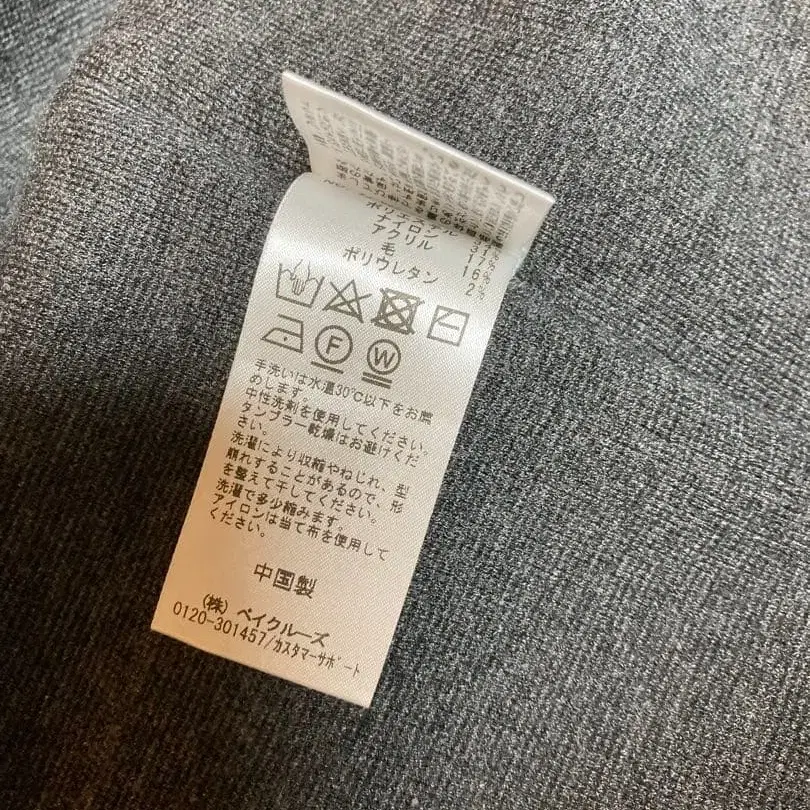 ナイロン
アクリル
毛
ポリウレタン 2
F W
手洗いは水温30℃以下をお薦
めします。
中性洗剤を使用してください。
タンブラー乾燥はお避けくだ
さい。
洗濯により収縮やねじれ、型
崩れすることがあるので、形
を整えて干してください。
洗濯で多少縮みます。
アイロンは当て布を使用して
ください。
中国製
(株) ベイクルーズ
0120-301457/カスタマーサポート